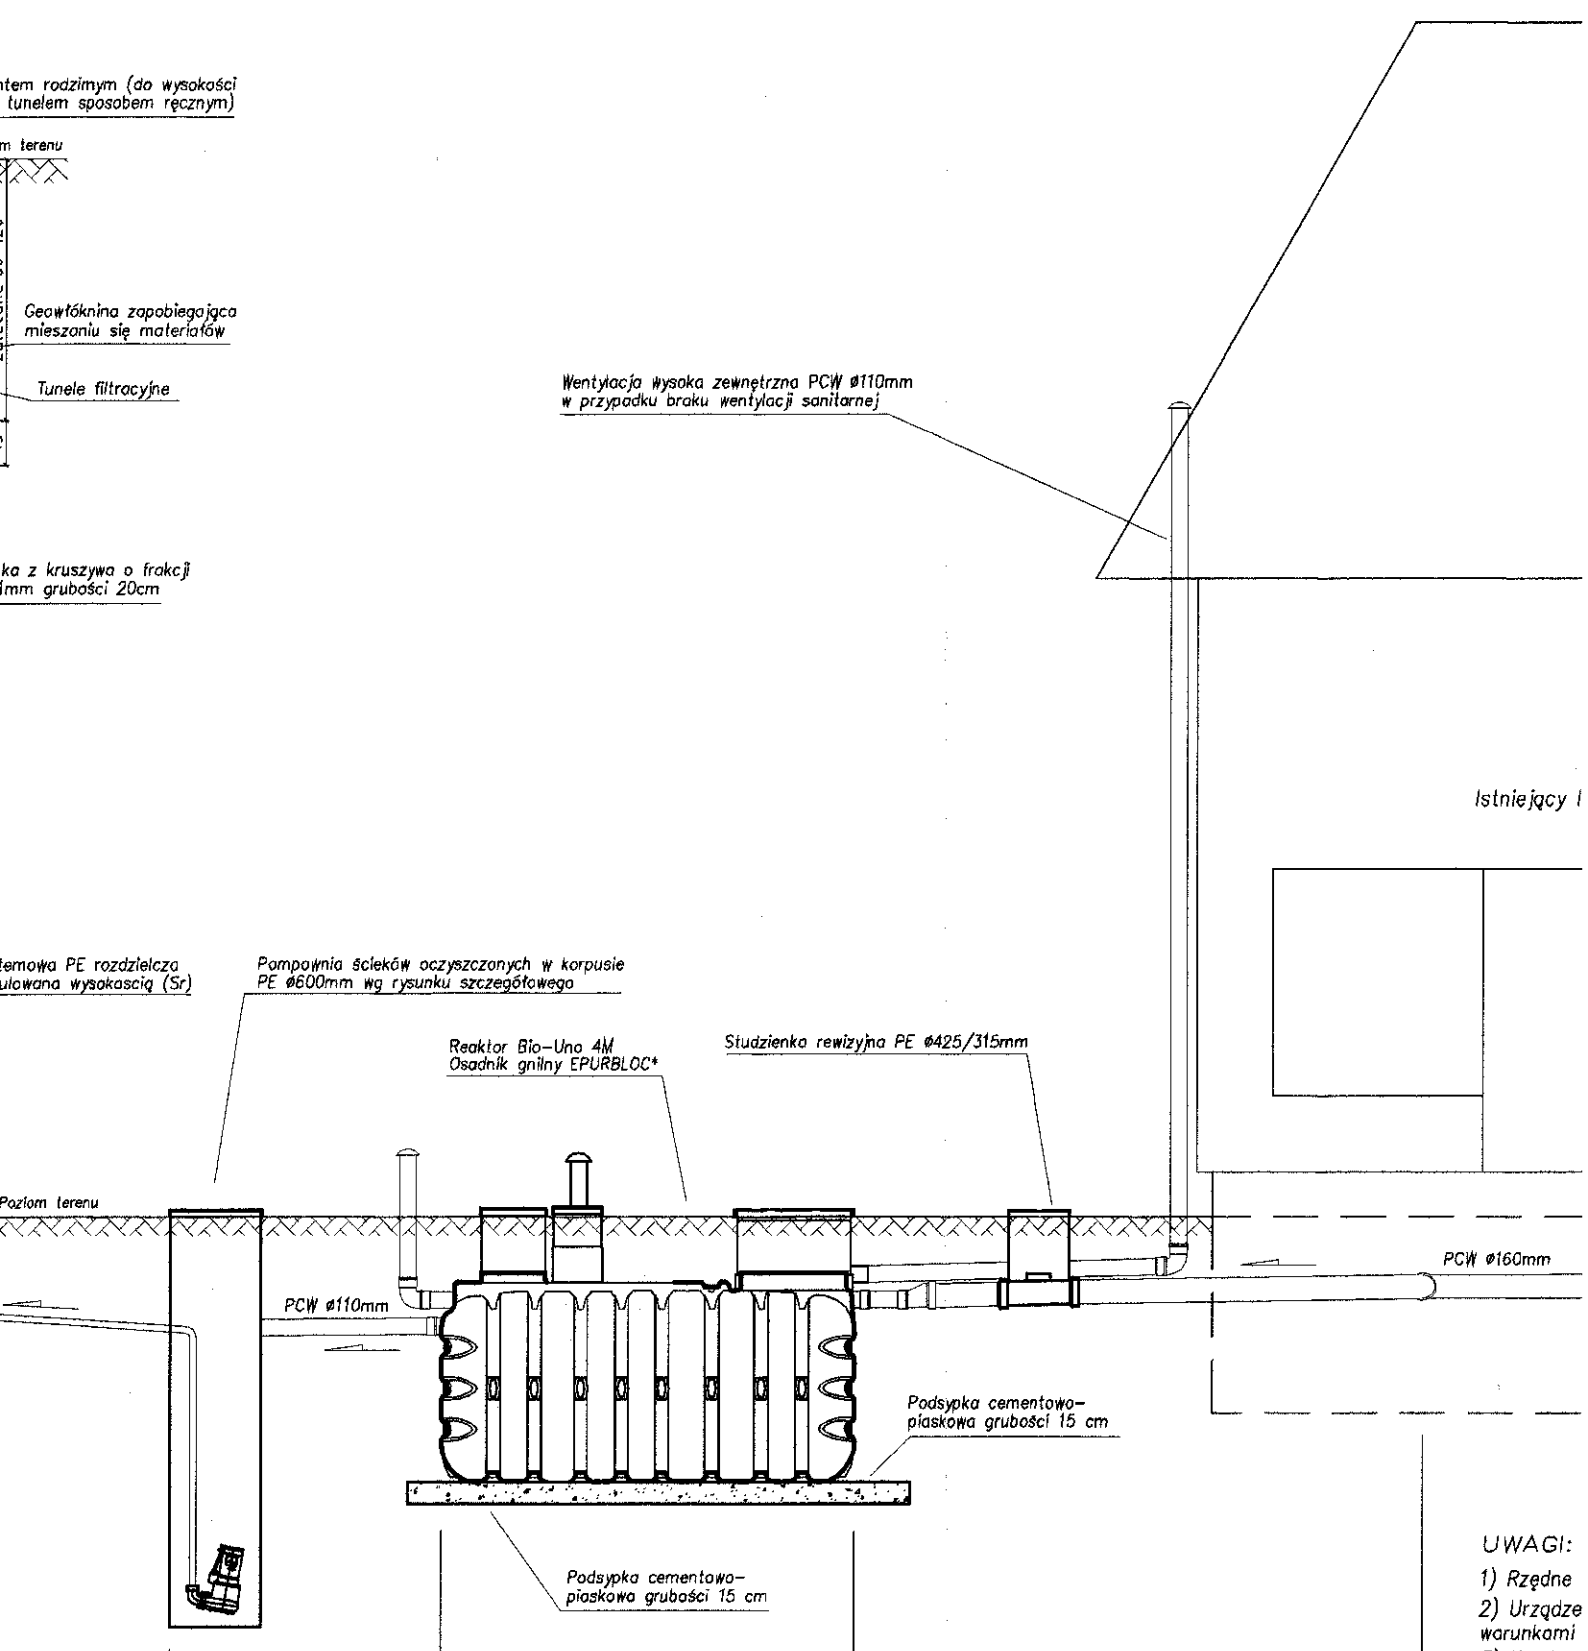 ntem rodzimym (do wysokości
tunelem sposobem ręcznym)
m terenu
Geowłóknina zapobiegająca
mieszaniu się materiałów
Tunele filtracyjne
Wentylacja wysoka zewnętrzna PCW ø110mm
w przypadku braku wentylacji sanitarnej
ka z kruszywa o frakcji
1mm grubości 20cm
Istniejący
temowa PE rozdzielcza
ulowana wysokością (Sr)
Pompownia ścieków oczyszczonych w korpusie
PE ø600mm wg rysunku szczegółowego
Reaktor Bio-Uno 4M
Osadnik gnilny EPURBLOC*
Studzienka rewizyjna PE ø425/315mm
Poziom terenu
PCW ø160mm
PCW ø110mm
Podsypka cementowo-
piaskowa grubości 15 cm
Podsypka cementowo-
piaskowa grubości 15 cm
UWAGI:
1) Rzędne
2) Urządze
warunkami